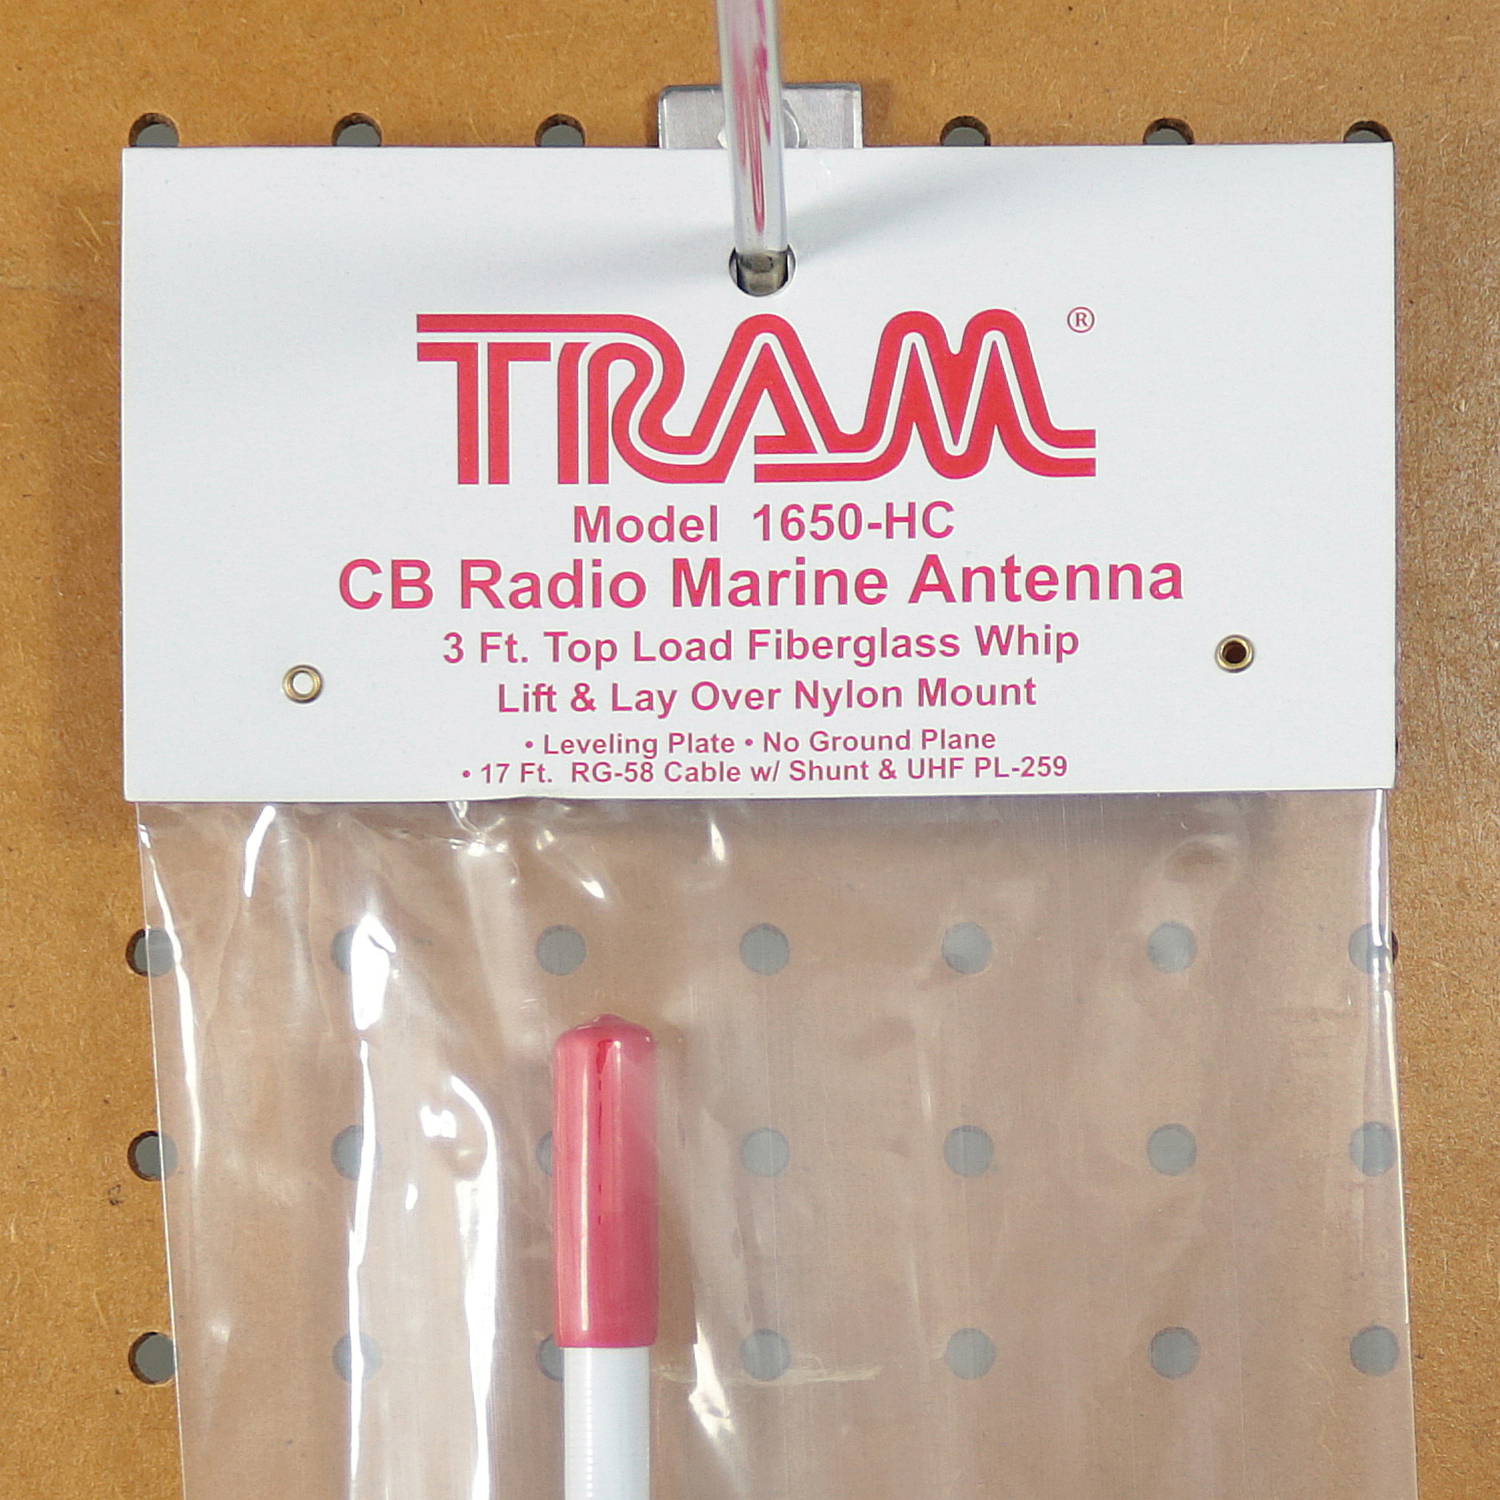 TRAM®
Model 1650-HC
CB Radio Marine Antenna
3 Ft. Top Load Fiberglass Whip
Lift & Lay Over Nylon Mount
• Leveling Plate • No Ground Plane
• 17 Ft. RG-58 Cable w/ Shunt & UHF PL-259